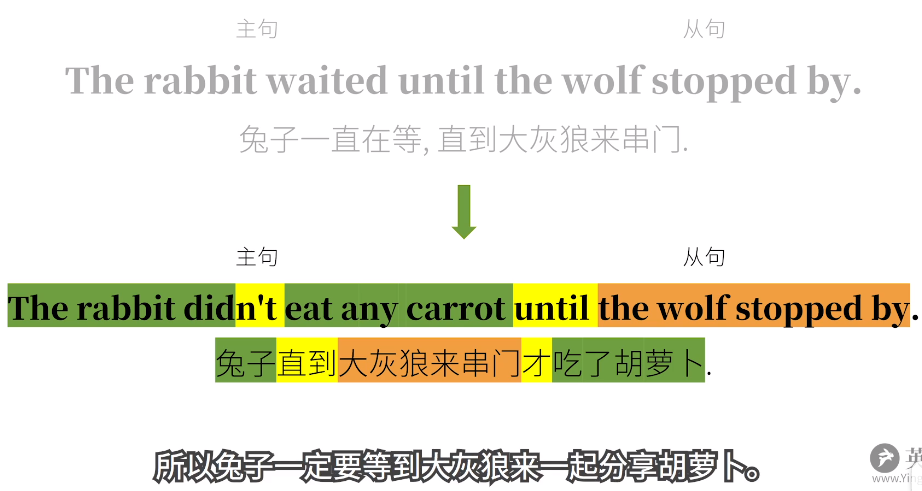 主句 从句
The rabbit waited until the wolf stopped by.
兔子一直在等, 直到大灰狼来串门.
主句 从句
The rabbit didn't eat any carrot until the wolf stopped by.
兔子直到大灰狼来串门才吃了胡萝卜.
所以兔子一定要等到大灰狼来一起分享胡萝卜。
英
www.Ying